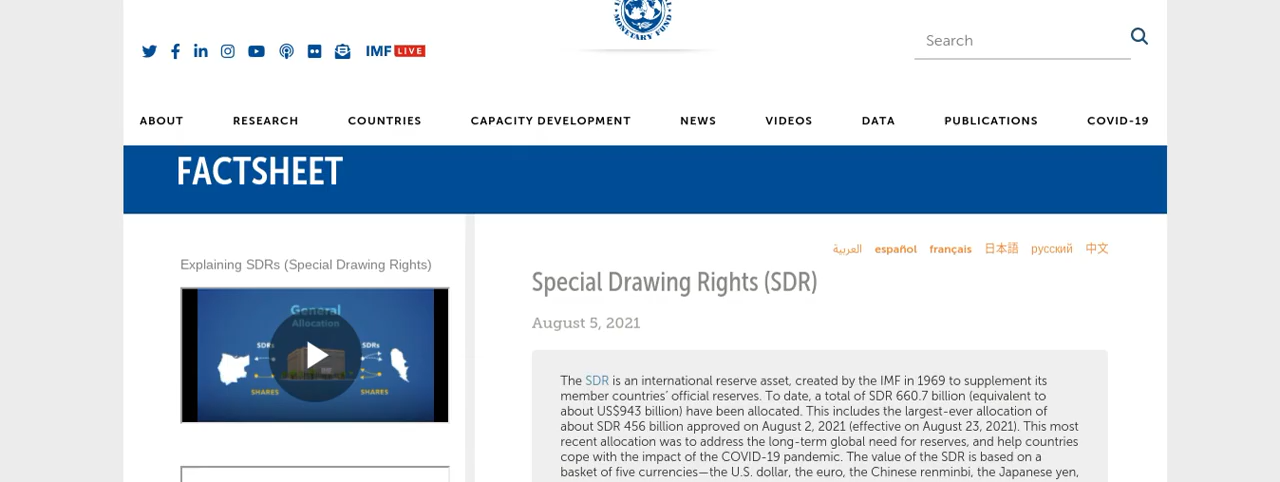 MONETARY FUND
IMF LIVE
Search
ABOUT RESEARCH COUNTRIES CAPACITY DEVELOPMENT NEWS VIDEOS DATA PUBLICATIONS COVID-19
FACTSHEET
العربية español français 日本語 русский 中文
Explaining SDRs (Special Drawing Rights)
General
Allocation
SDRs SDRs
SHARES SHARES
Special Drawing Rights (SDR)
August 5, 2021
The SDR is an international reserve asset, created by the IMF in 1969 to supplement its
member countries’ official reserves. To date, a total of SDR 660.7 billion (equivalent to
about US$943 billion) have been allocated. This includes the largest-ever allocation of
about SDR 456 billion approved on August 2, 2021 (effective on August 23, 2021). This most
recent allocation was to address the long-term global need for reserves, and help countries
cope with the impact of the COVID-19 pandemic. The value of the SDR is based on a
basket of five currencies—the U.S. dollar, the euro, the Chinese renminbi, the Japanese yen,